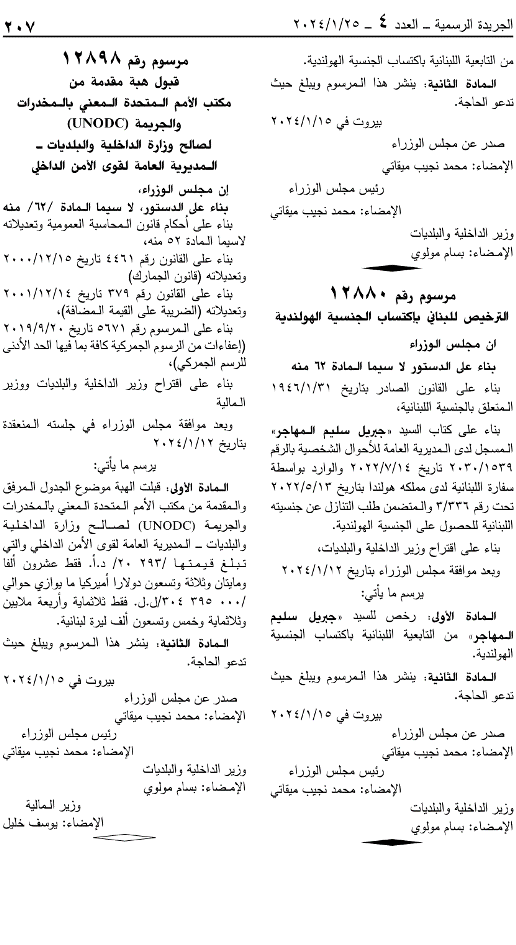 الجريدة الرسمية ــ العدد ٤ ــ ٢٠٢٤/١/٢٥
٢٠٧
من التابعية اللبنانية باكتساب الجنسية الهولندية.
المادة الثانية: ينشر هذا المرسوم ويبلغ حيث
تدعو الحاجة.
بيروت في ٢٠٢٤/١/١٥
صدر عن مجلس الوزراء
الإمضاء: محمد نجيب ميقاتي
رئيس مجلس الوزراء
الإمضاء: محمد نجيب ميقاتي
وزير الداخلية والبلديات
الإمضاء: بسام مولوي
مرسوم رقم ١٢٨٨٠
الترخيص للبناني بإكتساب الجنسية الهولندية
ان مجلس الوزراء
بناء على الدستور لا سيما المادة ٦٢ منه
بناء على القانون الصادر بتاريخ ١٩٤٦/١/٣١
المتعلق بالجنسية اللبنانية،
بناء على كتاب السيد «جبريل سليم المهاجر»
المسجل لدى المديرية العامة للأحوال الشخصية بالرقم
٢٠٣٠/١٥٣٩ تاريخ ٢٠٢٢/٧/١٤ والوارد بواسطة
سفارة اللبنانية لدى مملكه هولندا بتاريخ ٢٠٢٢/٥/١٣
تحت رقم ٣/٣٣٦ والمتضمن طلب التنازل عن جنسيته
اللبنانية للحصول على الجنسية الهولندية.
بناء على اقتراح وزير الداخلية والبلديات،
وبعد موافقة مجلس الوزراء بتاريخ ٢٠٢٤/١/١٢
يرسم ما يأتي:
المادة الأولى: رخص للسيد «جبريل سليم
المهاجر» من التابعية اللبنانية باكتساب الجنسية
الهولندية.
المادة الثانية: ينشر هذا المرسوم ويبلغ حيث
تدعو الحاجة.
بيروت في ٢٠٢٤/١/١٥
صدر عن مجلس الوزراء
الإمضاء: محمد نجيب ميقاتي
رئيس مجلس الوزراء
الإمضاء: محمد نجيب ميقاتي
وزير الداخلية والبلديات
الإمضاء: بسام مولوي
مرسوم رقم ١٢٨٩٨
قبول هبة مقدمة من
مكتب الأمم المتحدة المعني بالمخدرات
والجريمة (UNODC)
لصالح وزارة الداخلية والبلديات ــ
المديرية العامة لقوى الأمن الداخلي
إن مجلس الوزراء،
بناء على الدستور، لا سيما المادة /٦٢/ منه
بناء على أحكام قانون المحاسبة العمومية وتعديلاته
لاسيما المادة ٥٢ منه،
بناء على القانون رقم ٤٤٦١ تاريخ ٢٠٠٠/١٢/١٥
وتعديلاته (قانون الجمارك)
بناء على القانون رقم ٣٧٩ تاريخ ٢٠٠١/١٢/١٤
وتعديلاته (الضريبة على القيمة المضافة)،
بناء على المرسوم رقم ٥٦٧١ تاريخ ٢٠١٩/٩/٢٠
(إعفاءات من الرسوم الجمركية كافة بما فيها الحد الأدنى
للرسم الجمركي)،
بناء على اقتراح وزير الداخلية والبلديات ووزير
المالية
وبعد موافقة مجلس الوزراء في جلسته المنعقدة
بتاريخ ٢٠٢٤/١/١٢
يرسم ما يأتي:
المادة الأولى: قبلت الهبة موضوع الجدول المرفق
والمقدمة من مكتب الأمم المتحدة المعني بالمخدرات
والجريمة (UNODC) لصالح وزارة الداخلية
والبلديات ــ المديرية العامة لقوى الأمن الداخلي والتي
تبلغ قيمتها /٢٩٣ ٢٠/ د.أ. فقط عشرون ألفا
ومايتان وثلاثة وتسعون دولارا أميركيا ما يوازي حوالي
/٠٠٠ ٣٩٥ ٣٠٤/ل.ل. فقط ثلاثماية وأربعة ملايين
وثلاثماية وخمس وتسعون ألف ليرة لبنانية.
المادة الثانية: ينشر هذا المرسوم ويبلغ حيث
تدعو الحاجة.
بيروت في ٢٠٢٤/١/١٥
صدر عن مجلس الوزراء
الإمضاء: محمد نجيب ميقاتي
رئيس مجلس الوزراء
الإمضاء: محمد نجيب ميقاتي
وزير الداخلية والبلديات
الإمضاء: بسام مولوي
وزير المالية
الإمضاء: يوسف خليل